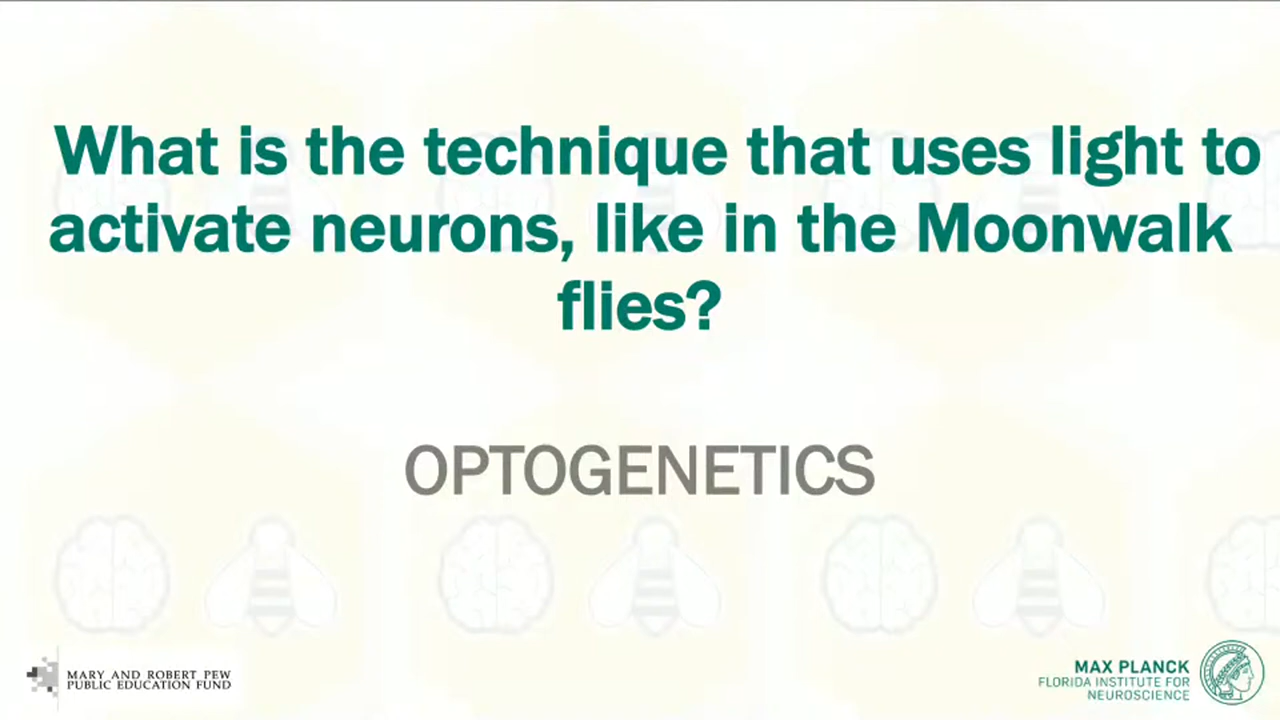 What is the technique that uses light to
activate neurons, like in the Moonwalk
flies?
OPTOGENETICS
MARY AND ROBERT PEW
PUBLIC EDUCATION FUND
MAX PLANCK
FLORIDA INSTITUTE FOR
NEUROSCIENCE